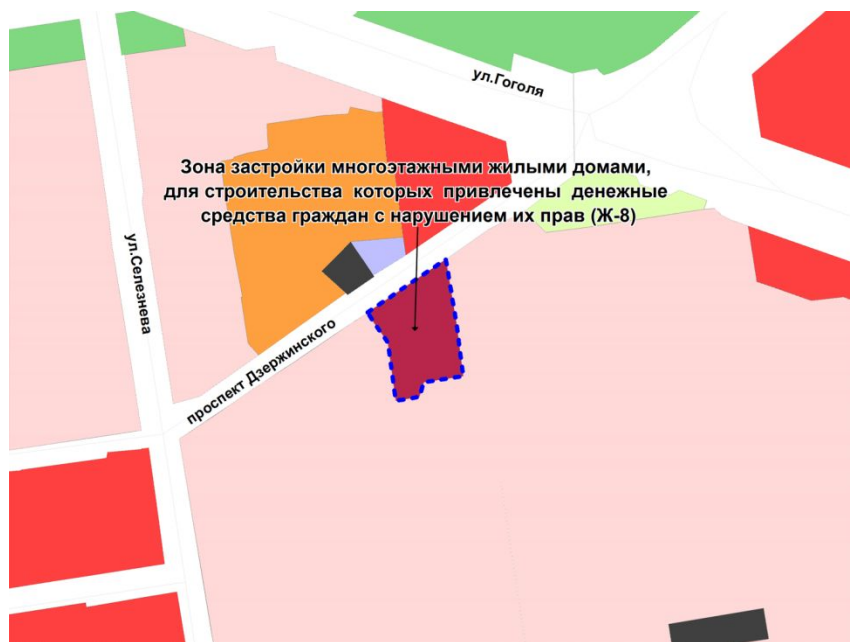 ул.Гоголя
Зона застройки многоэтажными жилыми домами,
для строительства которых привлечены денежные
средства граждан с нарушением их прав (Ж-8)
ул.Селезнева
проспект Дзержинского